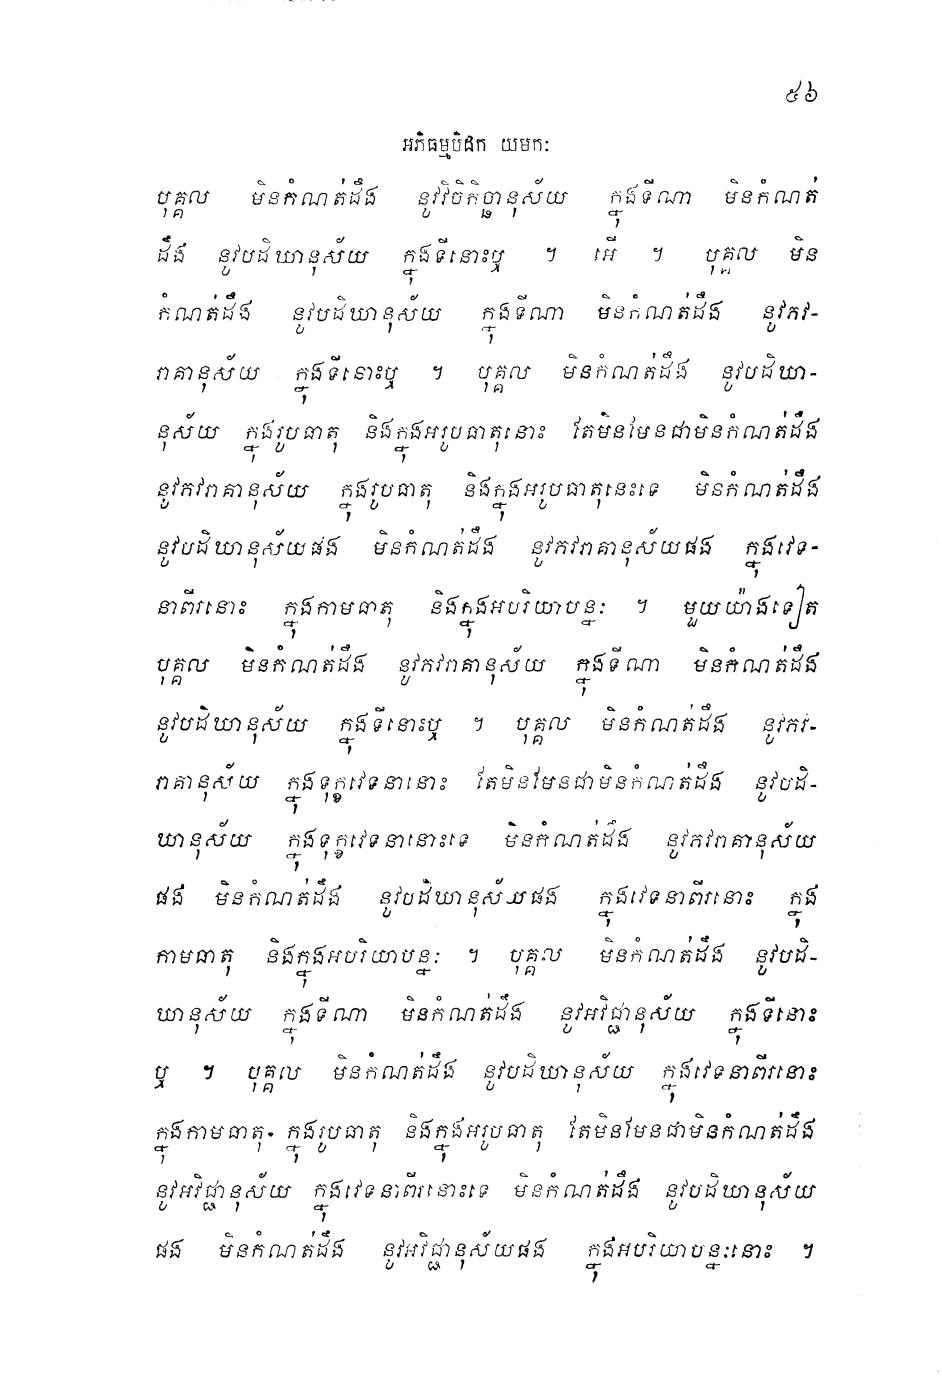 ៥៦
អភិធម្មបិដក យមកៈ
បុគ្គល មិនកំណត់ដឹង នូវវិចិកិច្ឆានុស័យ ក្នុងទីណា មិនកំណត់
ដឹង នូវបដិឃានុស័យ ក្នុងទីនោះឬ ។ អើ ។ បុគ្គល មិន
កំណត់ដឹង នូវបដិឃានុស័យ ក្នុងទីណា មិនកំណត់ដឹង នូវភវ-
រាគានុស័យ ក្នុងទីនោះឬ ។ បុគ្គល មិនកំណត់ដឹង នូវបដិឃា-
នុស័យ ក្នុងរូបធាតុ និងក្នុងអរូបធាតុនោះ តែមិនមែនជាមិនកំណត់ដឹង
នូវភវរាគានុស័យ ក្នុងរូបធាតុ និងក្នុងអរូបធាតុនេះទេ មិនកំណត់ដឹង
នូវបដិឃានុស័យផង មិនកំណត់ដឹង នូវភវរាគានុស័យផង ក្នុងវេទ-
នាពីរនោះ ក្នុងកាមធាតុ និងក្នុងអបរិយាបន្នៈ ។ មួយយ៉ាងទៀត
បុគ្គល មិនកំណត់ដឹង នូវភវរាគានុស័យ ក្នុងទីណា មិនកំណត់ដឹង
នូវបដិឃានុស័យ ក្នុងទីនោះឬ ។ បុគ្គល មិនកំណត់ដឹង នូវភវ-
រាគានុស័យ ក្នុងទុក្ខវេទនានោះ តែមិនមែនជាមិនកំណត់ដឹង នូវបដិ-
ឃានុស័យ ក្នុងទុក្ខវេទនានោះទេ មិនកំណត់ដឹង នូវភវរាគានុស័យ
ផង មិនកំណត់ដឹង នូវបដិឃានុស័យផង ក្នុងវេទនាពីរនោះ ក្នុង
កាមធាតុ និងក្នុងអបរិយាបន្នៈ ។ បុគ្គល មិនកំណត់ដឹង នូវបដិ-
ឃានុស័យ ក្នុងទីណា មិនកំណត់ដឹង នូវអវិជ្ជានុស័យ ក្នុងទីនោះ
ឬ ។ បុគ្គល មិនកំណត់ដឹង នូវបដិឃានុស័យ ក្នុងវេទនាពីរនោះ
ក្នុងកាមធាតុ ក្នុងរូបធាតុ និងក្នុងអរូបធាតុ តែមិនមែនជាមិនកំណត់ដឹង
នូវអវិជ្ជានុស័យ ក្នុងវេទនាពីរនោះទេ មិនកំណត់ដឹង នូវបដិឃានុស័យ
ផង មិនកំណត់ដឹង នូវអវិជ្ជានុស័យផង ក្នុងអបរិយាបន្នៈនោះ ។